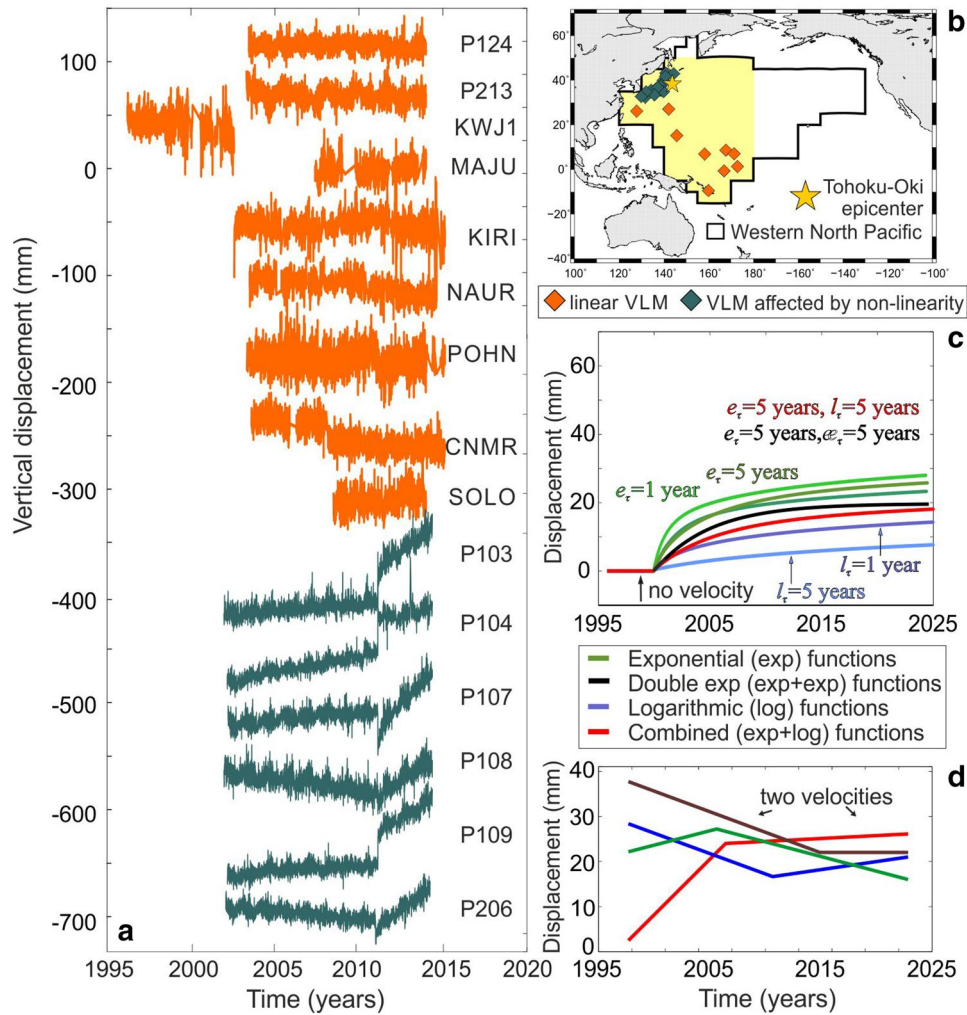 Vertical displacement (mm)
100
0
-100
-200
-300
-400
-500
-600
-700
P124
P213
KWJ1
MAJU
KIRI
NAUR
POHN
CNMR
SOLO
P103
P104
P107
P108
P109
P206
a
1995 2000 2005 2010 2015 2020
Time (years)
b
60°
40°
20°
0°
-20°
-40°
100 120 140 160 180 -160 -140 -120 -100
Tohoku-Oki
epicenter
Western North Pacific
linear VLM
VLM affected by non-linearity
c
Displacement (mm)
60
40
20
0
eτ=5 years, lτ=5 years
eτ=5 years,æτ=5 years
eτ=1 year
eτ=5 years
lτ=1 year
no velocity
lτ=5 years
1995 2005 2015 2025
Exponential (exp) functions
Double exp (exp+exp) functions
Logarithmic (log) functions
Combined (exp+log) functions
d
Displacement (mm)
40
30
20
10
0
two velocities
1995 2005 2015 2025
Time (years)